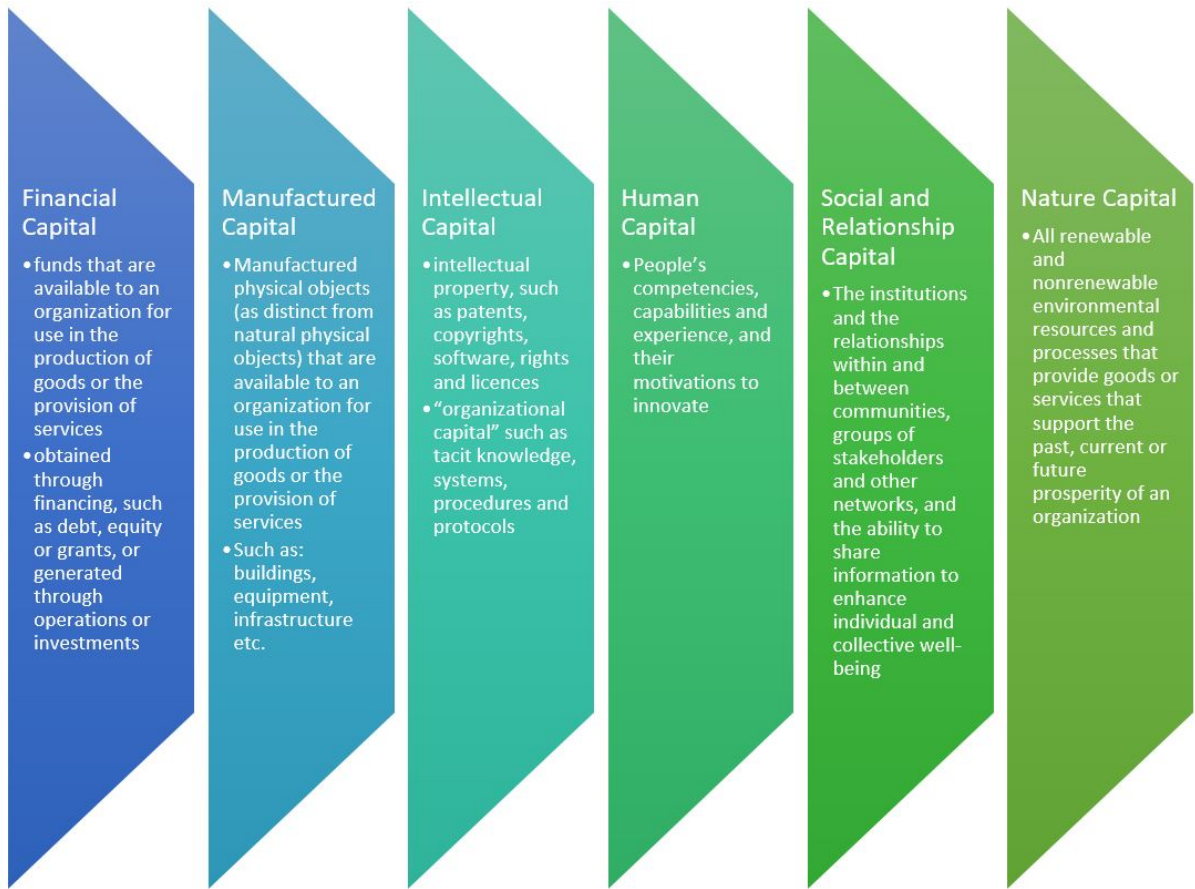 Financial
Capital
•funds that are
available to an
organization for
use in the
production of
goods or the
provision of
services
•obtained
through
financing, such
as debt, equity
or grants, or
generated
through
operations or
investments
Manufactured
Capital
•Manufactured
physical objects
(as distinct from
natural physical
objects) that are
available to an
organization for
use in the
production of
goods or the
provision of
services
•Such as:
buildings,
equipment,
infrastructure
etc.
Intellectual
Capital
•intellectual
property, such
as patents,
copyrights,
software, rights
and licences
•“organizational
capital” such as
tacit knowledge,
systems,
procedures and
protocols
Human
Capital
•People’s
competencies,
capabilities and
experience, and
their
motivations to
innovate
Social and
Relationship
Capital
•The institutions
and the
relationships
within and
between
communities,
groups of
stakeholders
and other
networks, and
the ability to
share
information to
enhance
individual and
collective well-
being
Nature Capital
•All renewable
and
nonrenewable
environmental
resources and
processes that
provide goods or
services that
support the
past, current or
future
prosperity of an
organization